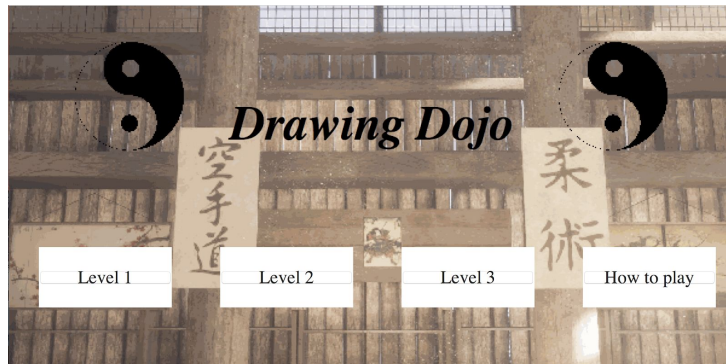 Drawing Dojo
空手道
柔術
Level 1
Level 2
Level 3
How to play